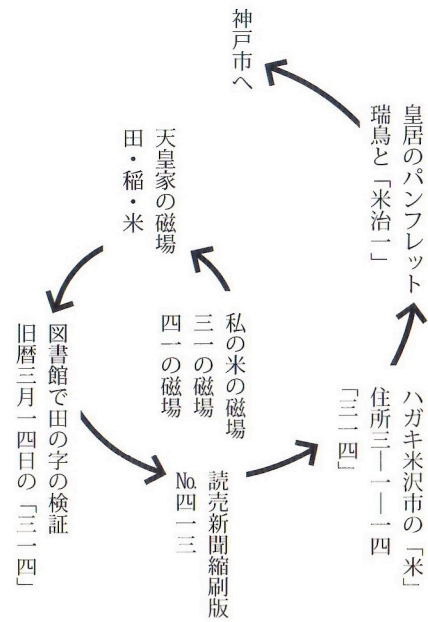 私の米の磁場
三一の磁場
四一の磁場
天皇家の磁場
田・稲・米
図書館で田の字の検証
旧暦三月一四日の「三一四」
読売新聞縮刷版
No.四一三
ハガキ米沢市の「米」
住所三―一―一四
「三一四」
皇居のパンフレット
瑞鳥と「米治一」
神戸市へ